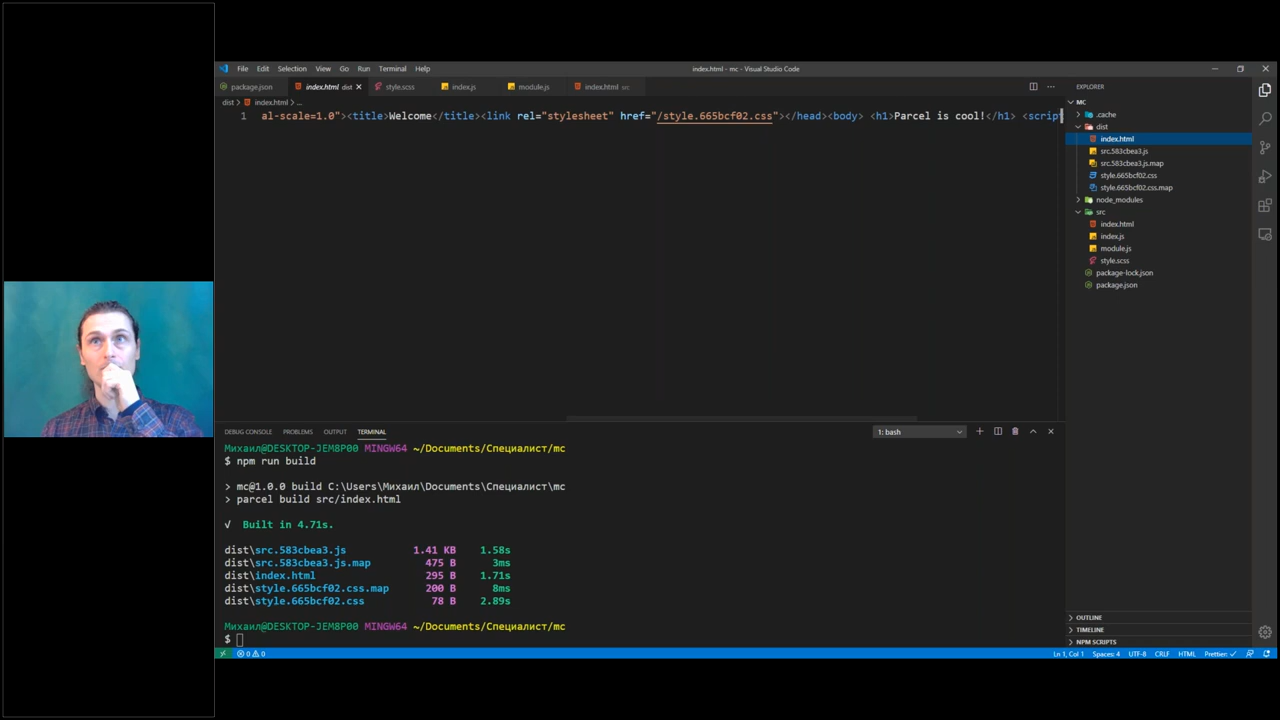 File Edit Selection View Go Run Terminal Help
index.html - mc - Visual Studio Code
package.json
index.html dist
style.scss
index.js
module.js
index.html src
dist > index.html > ...
1 al-scale=1.0"><title>Welcome</title><link rel="stylesheet" href="/style.665bcf02.css"></head><body> <h1>Parcel is cool!</h1> <script
EXPLORER
MC
.cache
dist
index.html
src.583cbea3.js
src.583cbea3.js.map
style.665bcf02.css
style.665bcf02.css.map
node_modules
src
index.html
index.js
module.js
style.scss
package-lock.json
package.json
OUTLINE
TIMELINE
NPM SCRIPTS
DEBUG CONSOLE PROBLEMS OUTPUT TERMINAL
1: bash
Михаил@DESKTOP-JEM8P00 MINGW64 ~/Documents/Специалист/mc
$ npm run build
> mc@1.0.0 build C:\Users\Михаил\Documents\Специалист\mc
> parcel build src/index.html
√ Built in 4.71s.
dist\src.583cbea3.js 1.41 KB 1.58s
dist\src.583cbea3.js.map 475 B 3ms
dist\index.html 295 B 1.71s
dist\style.665bcf02.css.map 200 B 8ms
dist\style.665bcf02.css 78 B 2.89s
Михаил@DESKTOP-JEM8P00 MINGW64 ~/Documents/Специалист/mc
$
0 0
Ln 1, Col 1 Spaces: 4 UTF-8 CRLF HTML Prettier: ✓